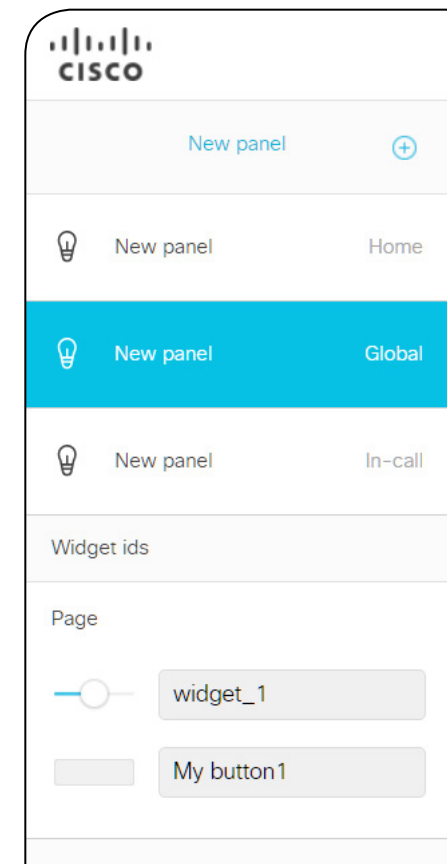 CISCO
New panel
New panel Home
New panel Global
New panel In-call
Widget ids
Page
widget_1
My button1